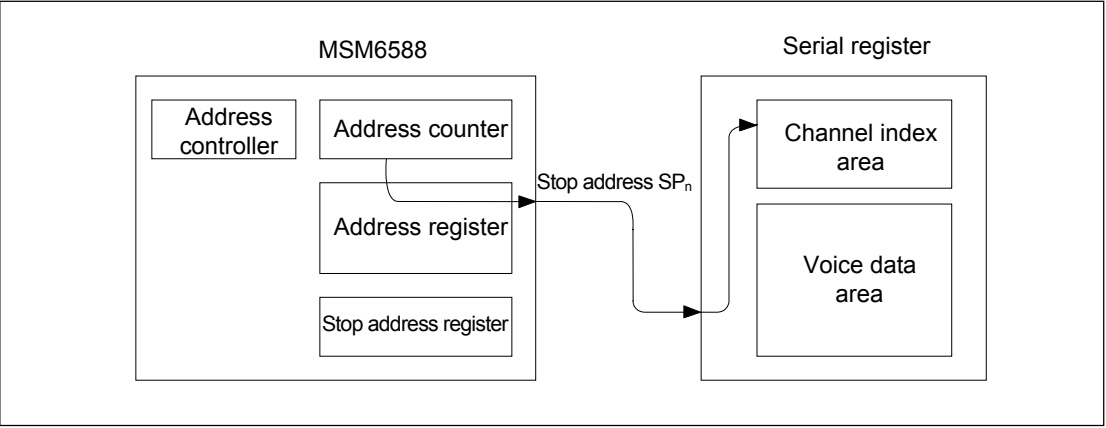 MSM6588
Serial register
Address
controller
Address counter
Channel index
area
Stop address SPₙ
Address register
Voice data
area
Stop address register